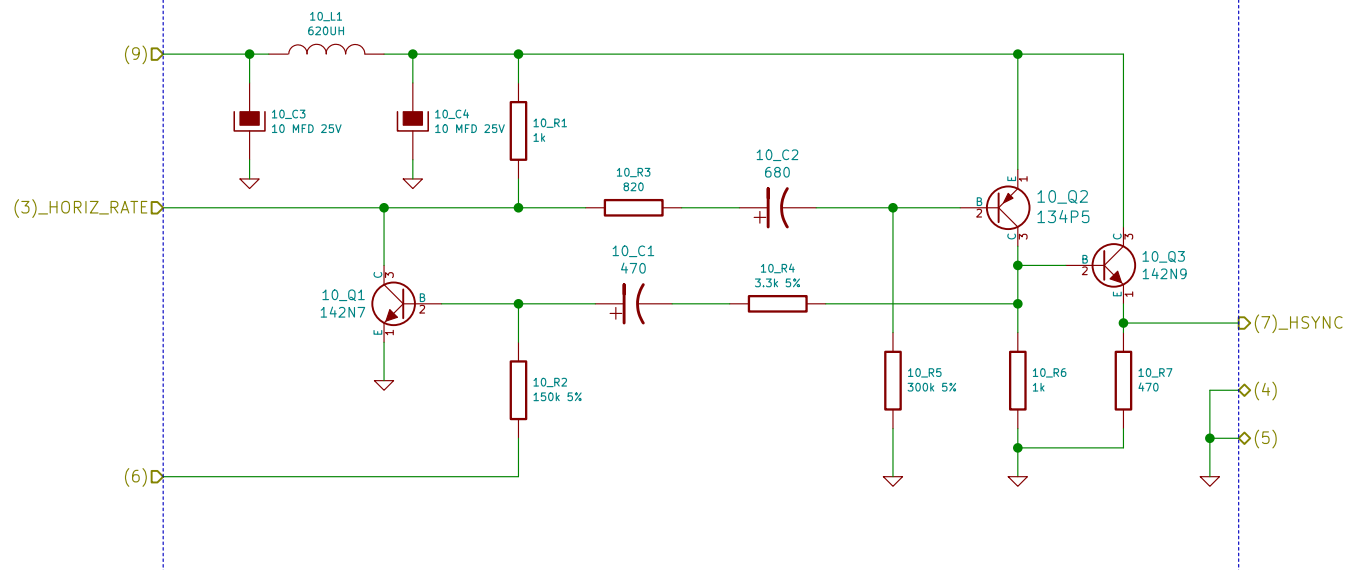 10_L1
620UH
(9)
10_C3
10 MFD 25V
10_C4
10 MFD 25V
10_R1
1k
10_C2
680
10_R3
820
(3)_HORIZ_RATE
+
E
1
B
2
10_Q2
134P5
C
3
10_C1
470
10_R4
3.3k 5%
C
3
B
2
10_Q3
142N9
E
1
C
3
10_Q1
142N7
B
2
E
1
+
(7)_HSYNC
10_R2
150k 5%
10_R5
300k 5%
10_R6
1k
10_R7
470
(4)
(5)
(6)